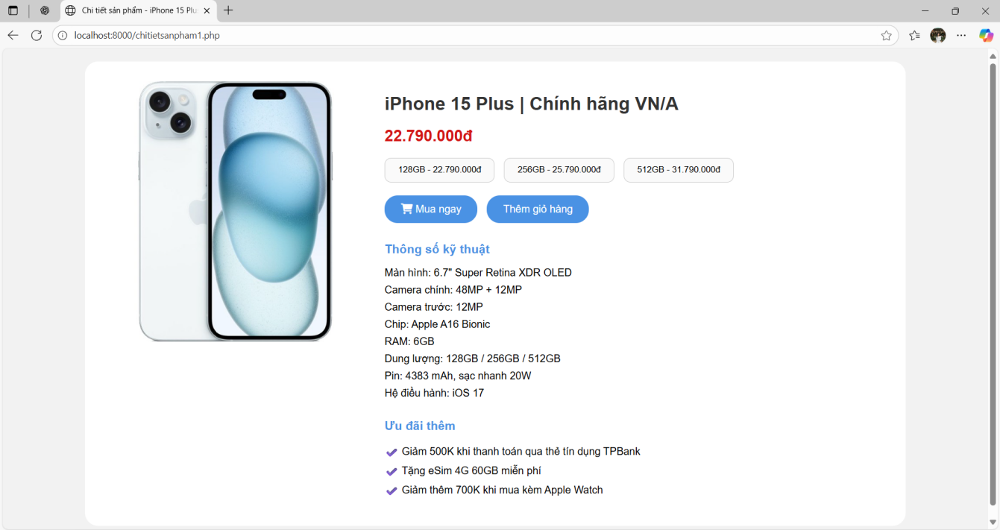 Chi tiết sản phẩm - iPhone 15 Plu
localhost:8000/chitietsanpham1.php
iPhone 15 Plus | Chính hãng VN/A
22.790.000đ
128GB - 22.790.000đ
256GB - 25.790.000đ
512GB - 31.790.000đ
Mua ngay
Thêm giỏ hàng
Thông số kỹ thuật
Màn hình: 6.7" Super Retina XDR OLED
Camera chính: 48MP + 12MP
Camera trước: 12MP
Chip: Apple A16 Bionic
RAM: 6GB
Dung lượng: 128GB / 256GB / 512GB
Pin: 4383 mAh, sạc nhanh 20W
Hệ điều hành: iOS 17
Ưu đãi thêm
Giảm 500K khi thanh toán qua thẻ tín dụng TPBank
Tặng eSim 4G 60GB miễn phí
Giảm thêm 700K khi mua kèm Apple Watch